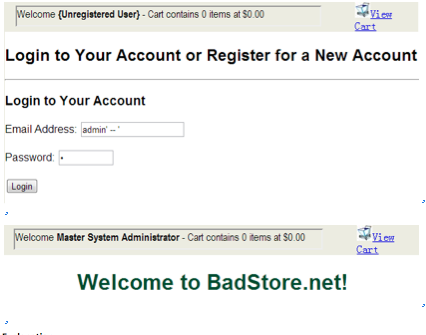 Welcome {Unregistered User} - Cart contains 0 items at $0.00 View Cart
Login to Your Account or Register for a New Account
Login to Your Account
Email Address: admin' -- '
Password: •
Login
Welcome Master System Administrator - Cart contains 0 items at $0.00 View Cart
Welcome to BadStore.net!